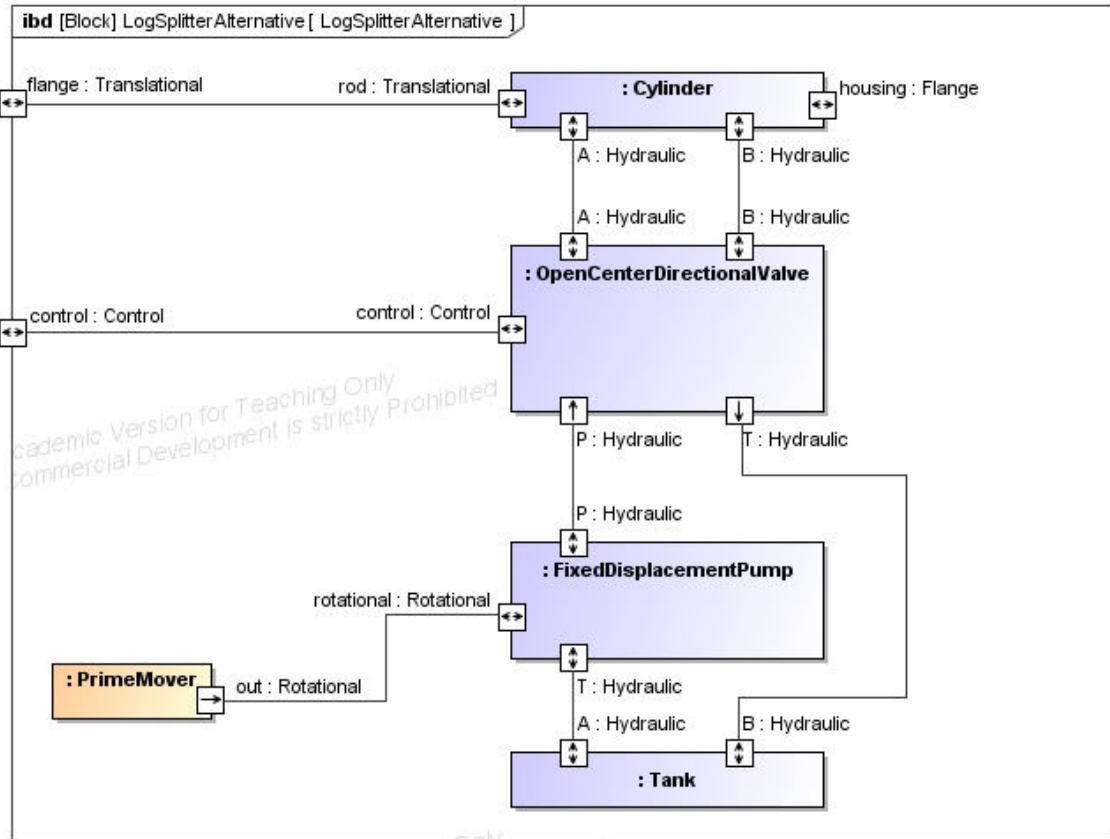 ibd [Block] LogSplitterAlternative [ LogSplitterAlternative ]
flange : Translational
rod : Translational
: Cylinder
housing : Flange
A : Hydraulic
B : Hydraulic
A : Hydraulic
B : Hydraulic
: OpenCenterDirectionalValve
control : Control
control : Control
cademic Version for Teaching Only
ommercial Development is strictly Prohibited
P : Hydraulic
T : Hydraulic
P : Hydraulic
: FixedDisplacementPump
rotational : Rotational
: PrimeMover
out : Rotational
T : Hydraulic
A : Hydraulic
B : Hydraulic
: Tank
Only